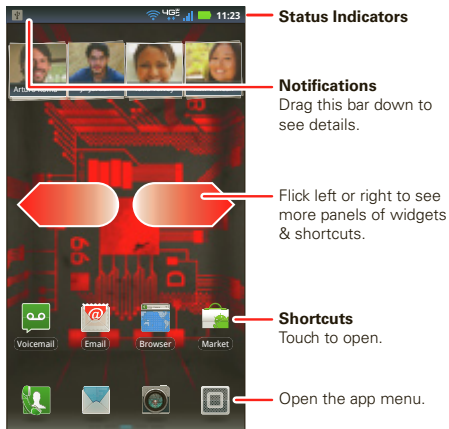 4G
11:23
Status Indicators
Notifications
Drag this bar down to
see details.
Flick left or right to see
more panels of widgets
& shortcuts.
99
D
Shortcuts
Touch to open.
Voicemail
Email
Browser
Market
Open the app menu.